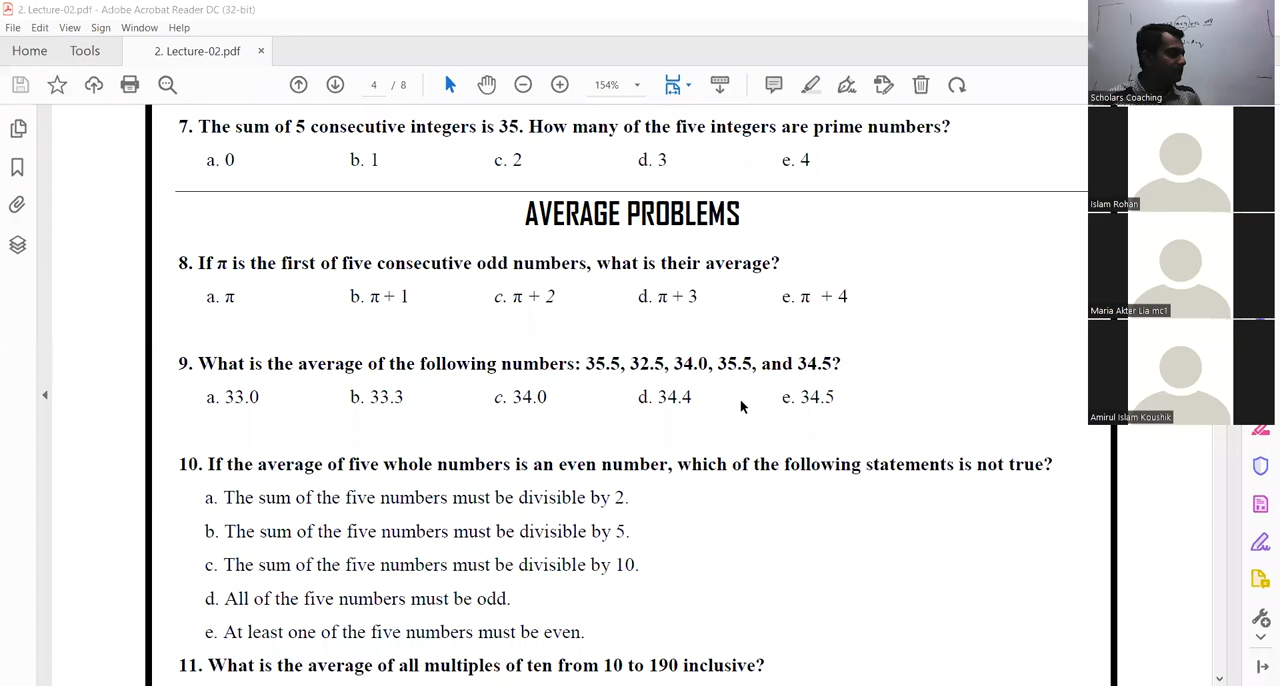 2. Lecture-02.pdf - Adobe Acrobat Reader DC (32-bit)
File Edit View Sign Window Help
Home Tools 2. Lecture-02.pdf ×
4 / 8 154%
7. The sum of 5 consecutive integers is 35. How many of the five integers are prime numbers?
a. 0 b. 1 c. 2 d. 3 e. 4
AVERAGE PROBLEMS
8. If π is the first of five consecutive odd numbers, what is their average?
a. π b. π + 1 c. π + 2 d. π + 3 e. π + 4
9. What is the average of the following numbers: 35.5, 32.5, 34.0, 35.5, and 34.5?
a. 33.0 b. 33.3 c. 34.0 d. 34.4 e. 34.5
10. If the average of five whole numbers is an even number, which of the following statements is not true?
a. The sum of the five numbers must be divisible by 2.
b. The sum of the five numbers must be divisible by 5.
c. The sum of the five numbers must be divisible by 10.
d. All of the five numbers must be odd.
e. At least one of the five numbers must be even.
11. What is the average of all multiples of ten from 10 to 190 inclusive?
Scholars Coaching
Islam Rohan
Maria Akter Lia mc1
Amirul Islam Koushik